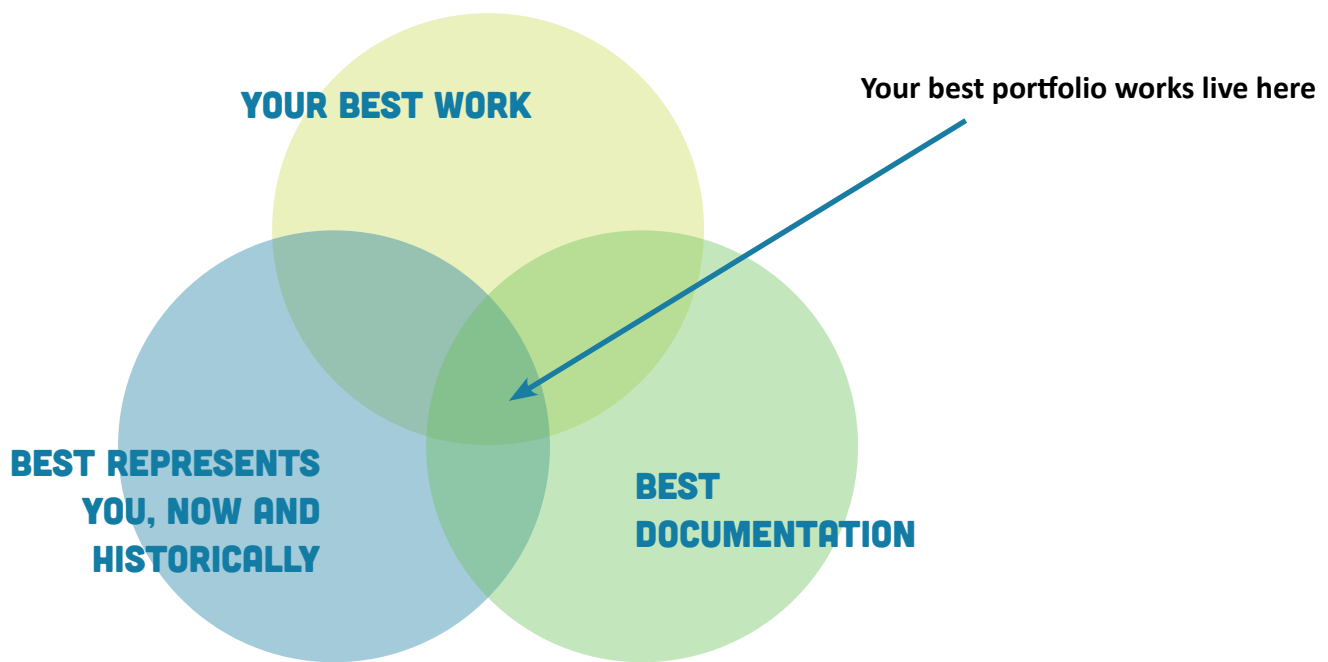 Your best portfolio works live here
YOUR BEST WORK
BEST REPRESENTS
YOU, NOW AND
HISTORICALLY
BEST
DOCUMENTATION